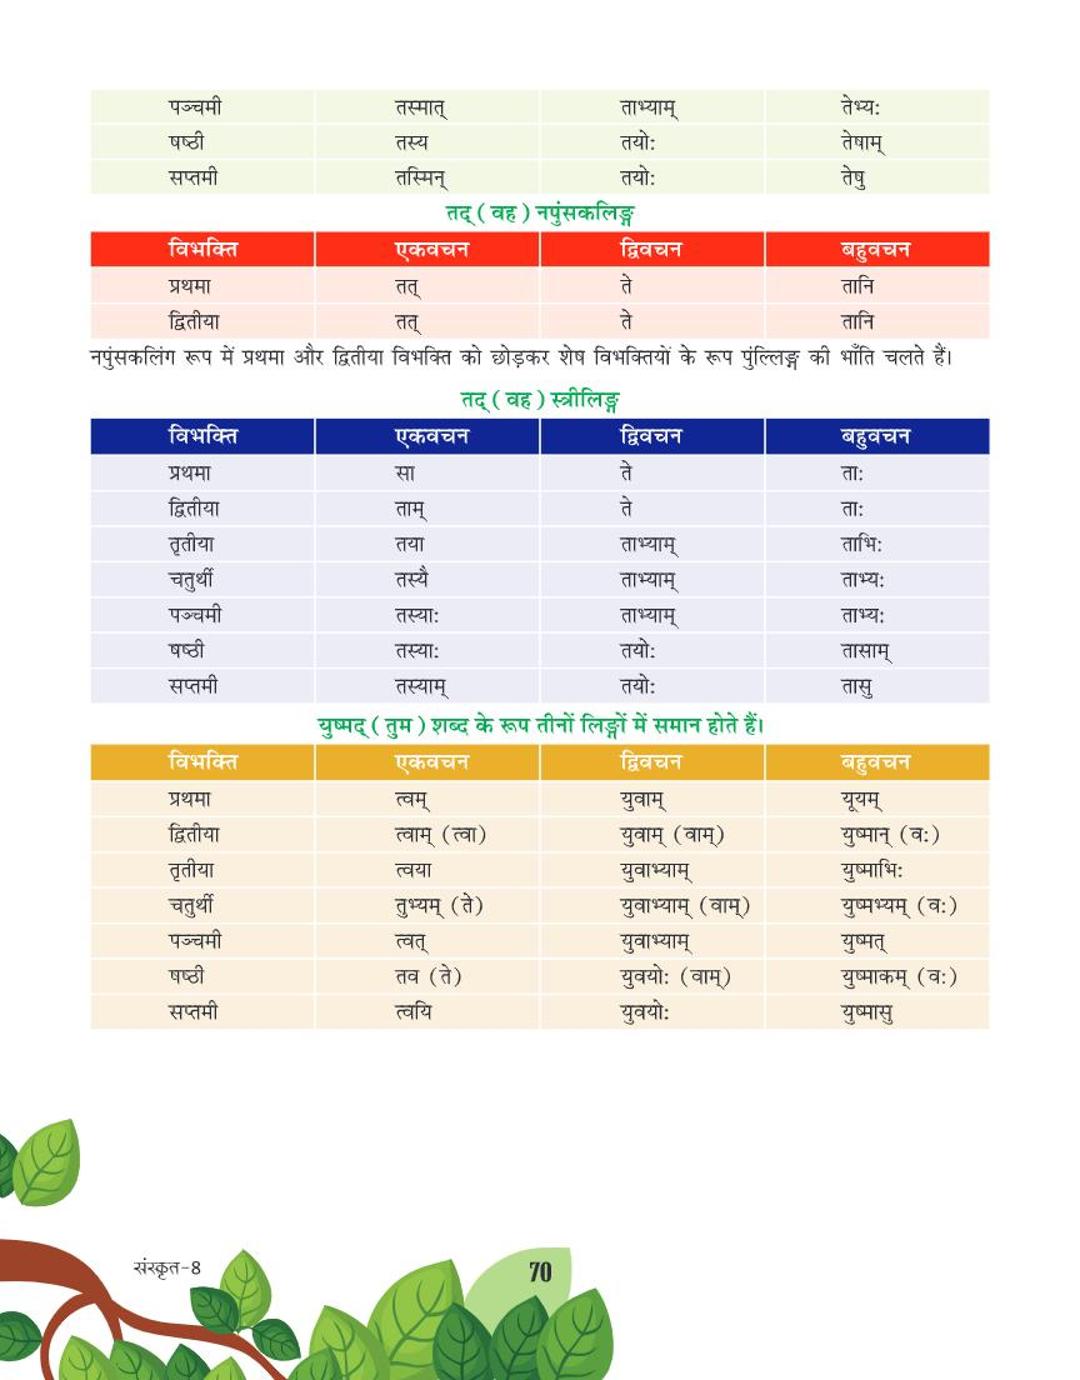 पञ्चमी तस्मात् ताभ्याम् तेभ्य:
षष्ठी तस्य तयो: तेषाम्
सप्तमी तस्मिन् तयो: तेषु
तद् ( वह ) नपुंसकलिङ्ग
विभक्ति एकवचन द्विवचन बहुवचन
प्रथमा तत् ते तानि
द्वितीया तत् ते तानि
नपुंसकलिंग रूप में प्रथमा और द्वितीया विभक्ति को छोड़कर शेष विभक्तियों के रूप पुंल्लिङ्ग की भाँति चलते हैं।
तद् ( वह ) स्त्रीलिङ्ग
विभक्ति एकवचन द्विवचन बहुवचन
प्रथमा सा ते ता:
द्वितीया ताम् ते ता:
तृतीया तया ताभ्याम् ताभि:
चतुर्थी तस्यै ताभ्याम् ताभ्य:
पञ्चमी तस्या: ताभ्याम् ताभ्य:
षष्ठी तस्या: तयो: तासाम्
सप्तमी तस्याम् तयो: तासु
युष्मद् ( तुम ) शब्द के रूप तीनों लिङ्गों में समान होते हैं।
विभक्ति एकवचन द्विवचन बहुवचन
प्रथमा त्वम् युवाम् यूयम्
द्वितीया त्वाम् (त्वा) युवाम् (वाम्) युष्मान् (व:)
तृतीया त्वया युवाभ्याम् युष्माभि:
चतुर्थी तुभ्यम् (ते) युवाभ्याम् (वाम्) युष्मभ्यम् (व:)
पञ्चमी त्वत् युवाभ्याम् युष्मत्
षष्ठी तव (ते) युवयो: (वाम्) युष्माकम् (व:)
सप्तमी त्वयि युवयो: युष्मासु
संस्कृत-8 70